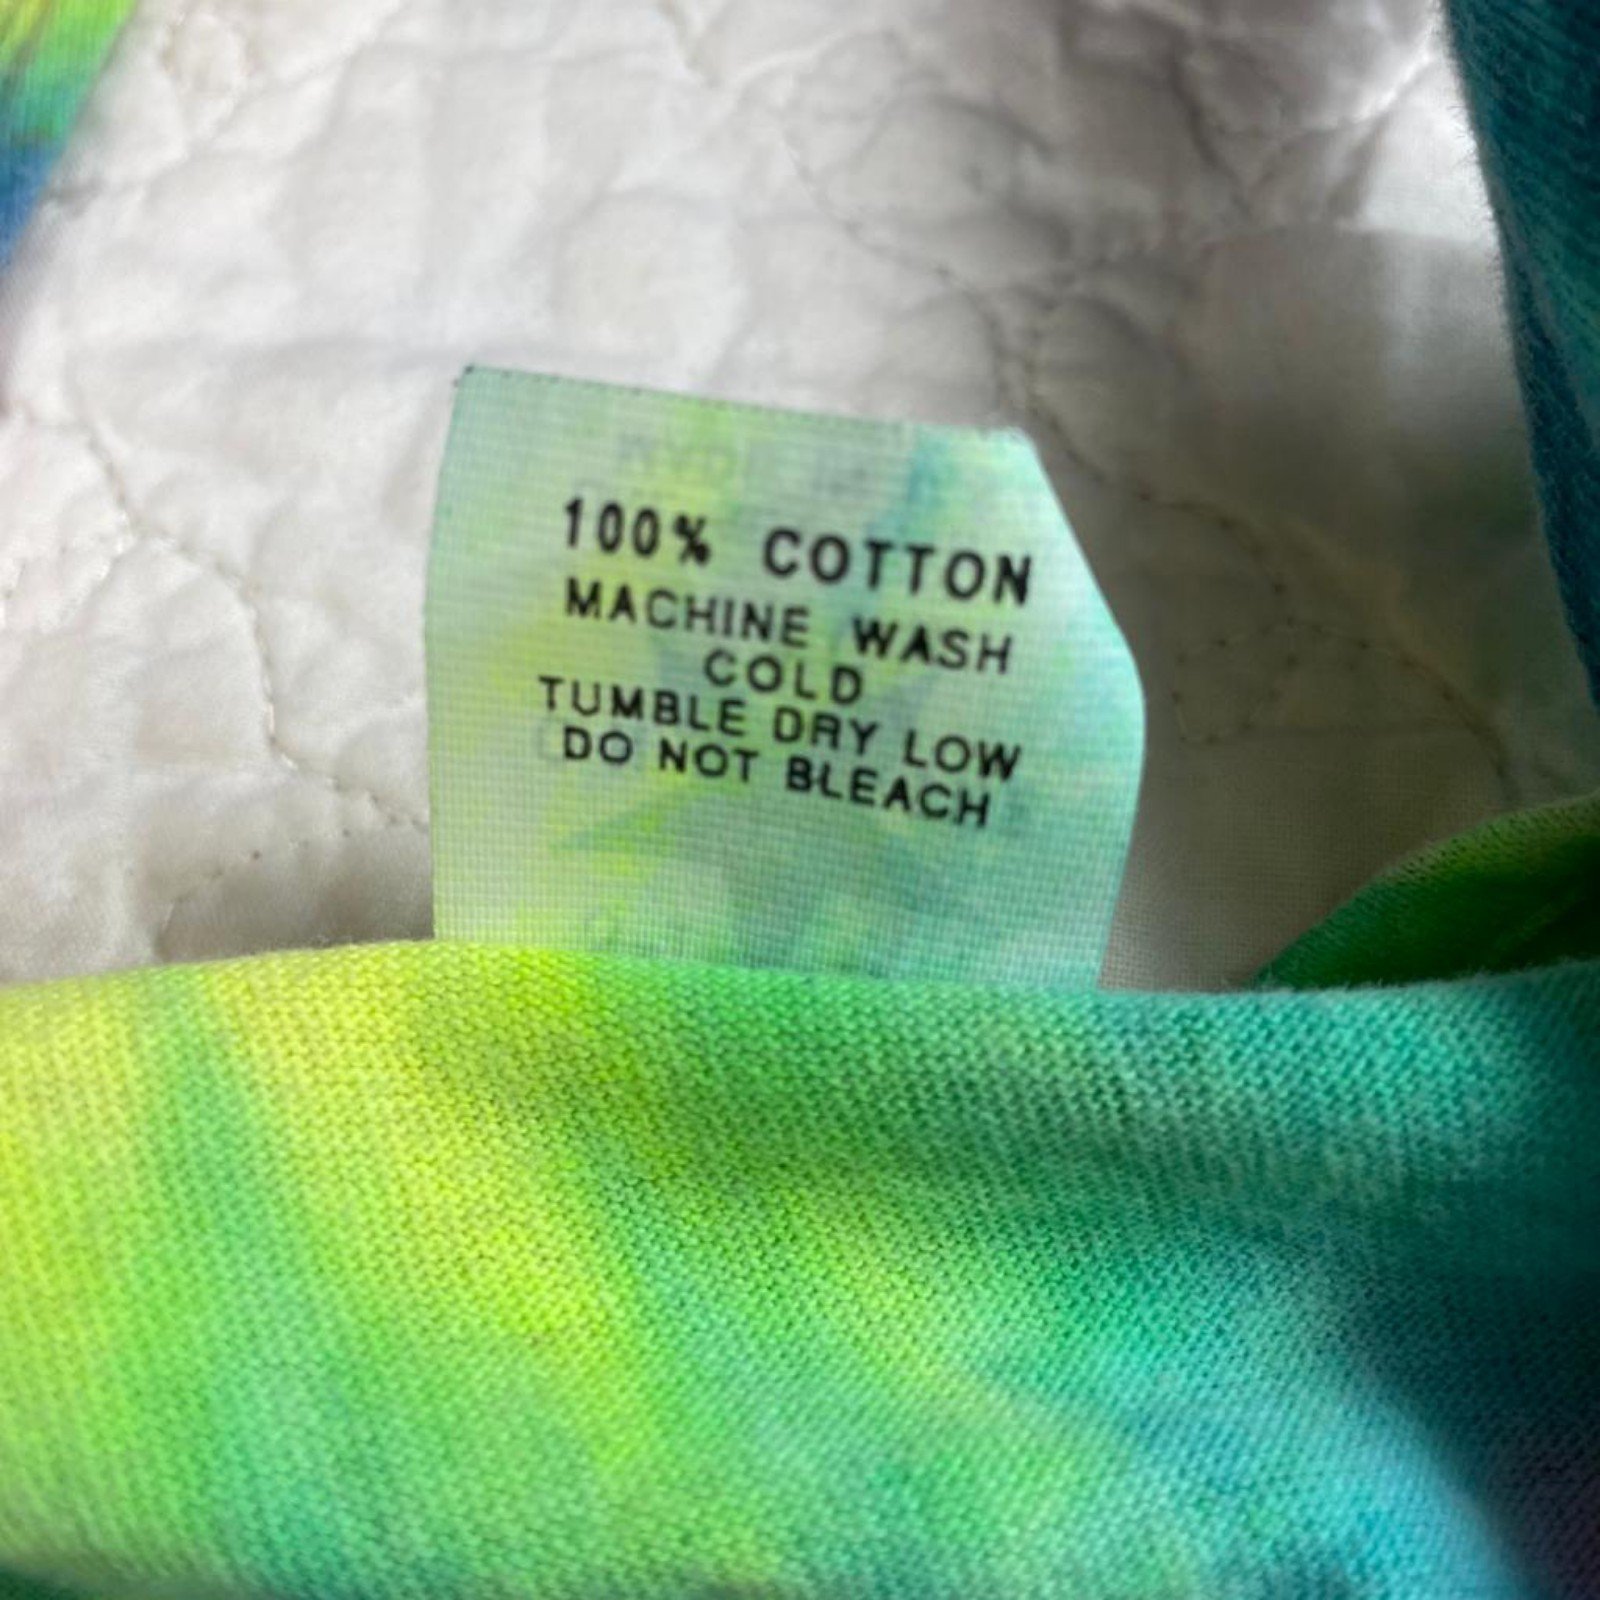 100% COTTON
MACHINE WASH
COLD
TUMBLE DRY LOW
DO NOT BLEACH